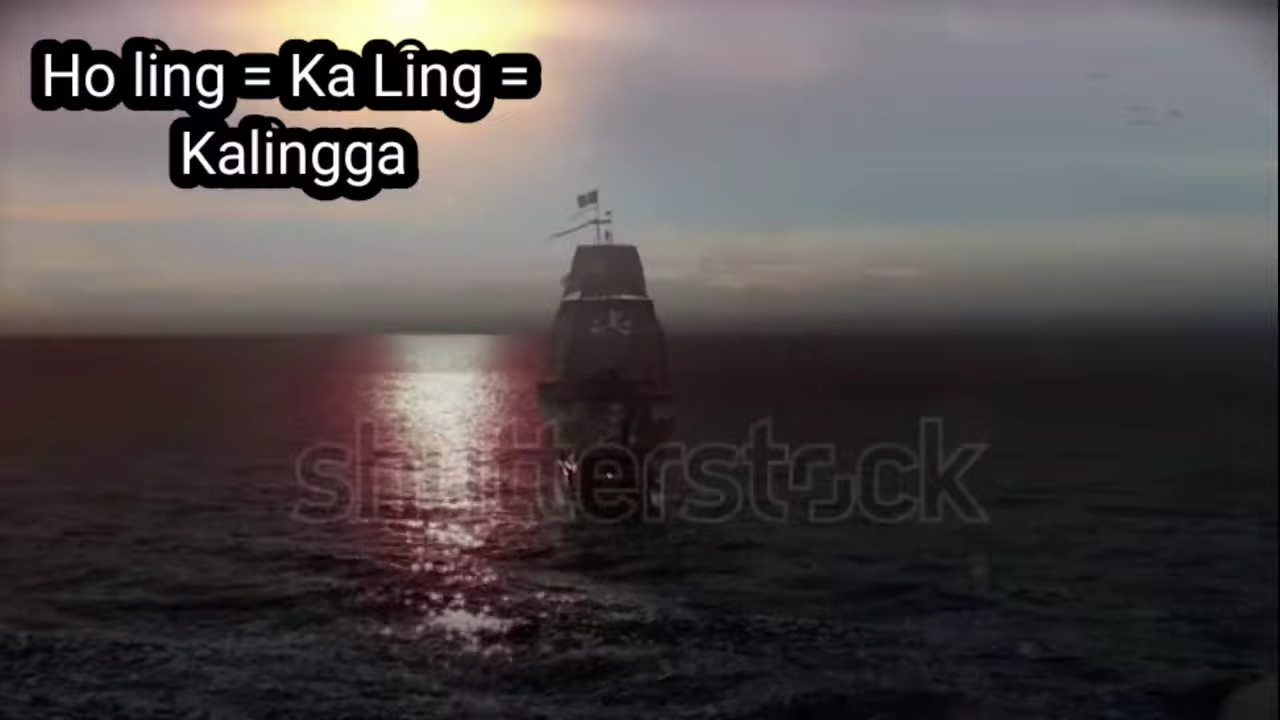 Ho ling = Ka Ling =
Kalingga
shutterstock